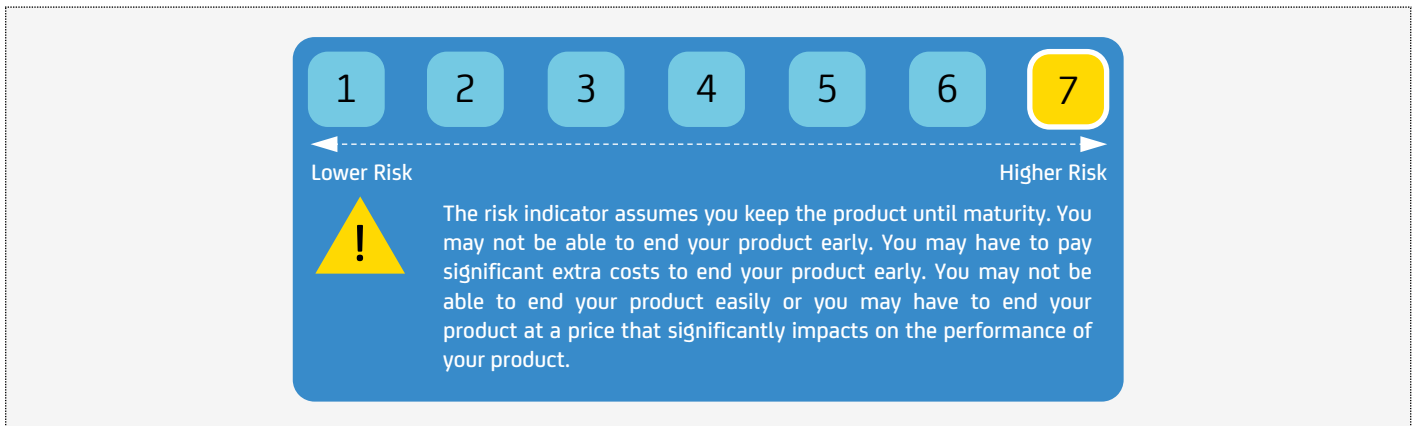 1 2 3 4 5 6 7
Lower Risk Higher Risk
!
The risk indicator assumes you keep the product until maturity. You
may not be able to end your product early. You may have to pay
significant extra costs to end your product early. You may not be
able to end your product easily or you may have to end your
product at a price that significantly impacts on the performance of
your product.